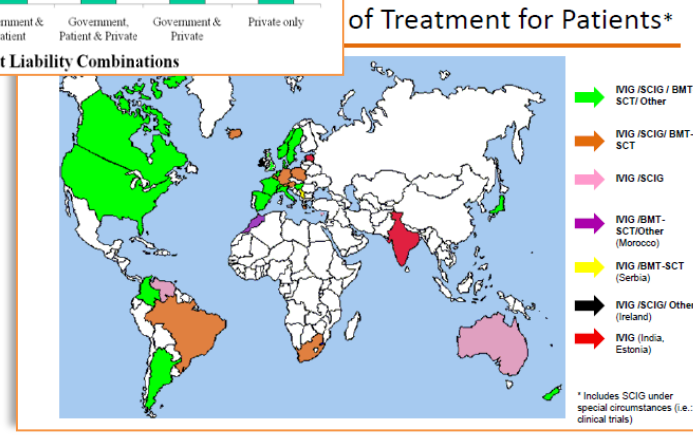 nment &
Government,
Government &
Private only
atient
Patient & Private
Private
t Liability Combinations
of Treatment for Patients*
IVIG /SCIG / BMT
SCT/ Other
IVIG /SCIG/ BMT-
SCT
IVIG /SCIG
IVIG /BMT-
SCT/Other
(Morocco)
IVIG /BMT-SCT
(Serbia)
IVIG /SCIG/ Other
(Ireland)
IVIG (India,
Estonia)
* Includes SCIG under
special circumstances (i.e.:
clinical trials)